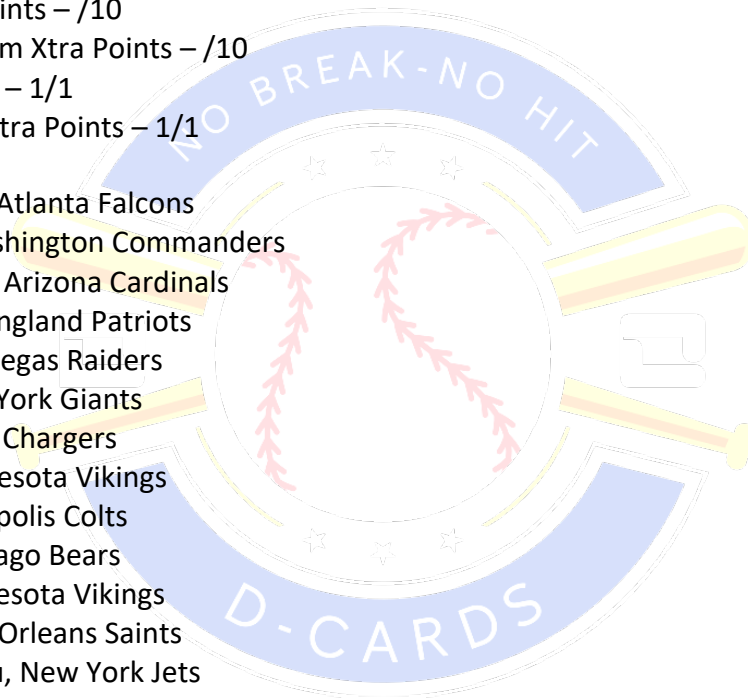 ints – /10
m Xtra Points – /10
– 1/1
tra Points – 1/1
Atlanta Falcons
shington Commanders
Arizona Cardinals
ngland Patriots
egas Raiders
York Giants
Chargers
esota Vikings
polis Colts
ago Bears
esota Vikings
Orleans Saints
, New York Jets
NO BREAK-NO HIT
D-CARDS